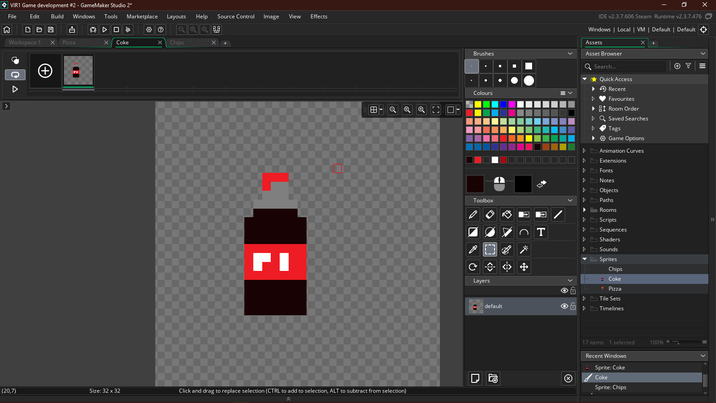 VIR1 Game development #2 - GameMaker Studio 2*
File Edit Build Windows Tools Marketplace Layouts Help Source Control Image View Effects
IDE v2.3.7.606 Steam Runtime v2.3.7.476
Windows | Local | VM | Default | Default
Workspace 1 Pizza Coke Chips
Assets
Brushes
Asset Browser
Search...
Quick Access
Recent
Favourites
Room Order
Saved Searches
Tags
Game Options
Colours
Animation Curves
Extensions
Fonts
Notes
Objects
Paths
Rooms
Scripts
Sequences
Shaders
Sounds
Sprites
Chips
Coke
Pizza
Tile Sets
Timelines
Toolbox
Layers
default
17 items 1 selected 100%
Recent Windows
Sprite: Coke
Coke
Sprite: Chips
(20,7) Size: 32 x 32 Click and drag to replace selection (CTRL to add to selection, ALT to subtract from selection)